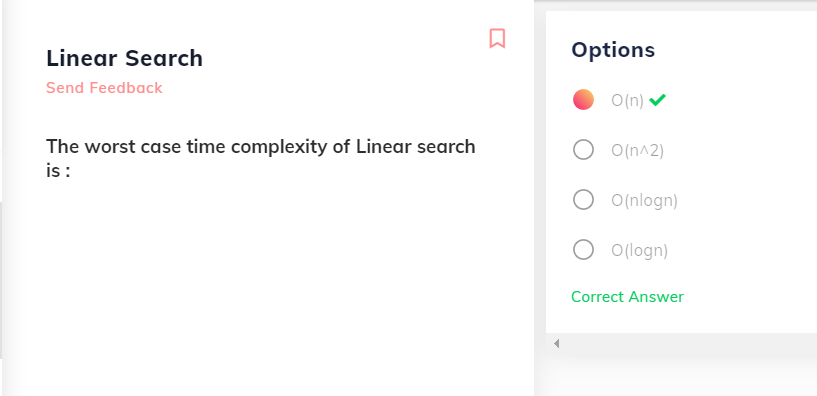 Linear Search
Send Feedback
The worst case time complexity of Linear search
is :
Options
O(n)
O(n^2)
O(nlogn)
O(logn)
Correct Answer